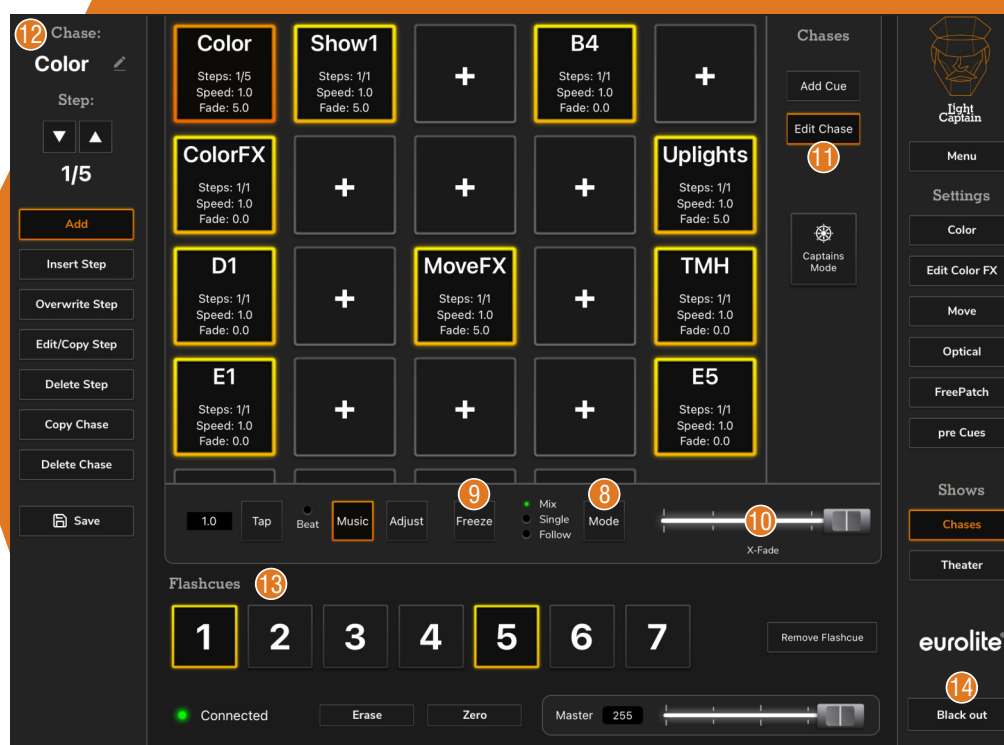 12
Chase:
Color
Step:
1/5
Add
Insert Step
Overwrite Step
Edit/Copy Step
Delete Step
Copy Chase
Delete Chase
Save
Color
Steps: 1/5
Speed: 1.0
Fade: 5.0
Show1
Steps: 1/1
Speed: 1.0
Fade: 5.0
+
B4
Steps: 1/1
Speed: 1.0
Fade: 0.0
+
ColorFX
Steps: 1/1
Speed: 1.0
Fade: 0.0
+
+
+
Uplights
Steps: 1/1
Speed: 1.0
Fade: 5.0
D1
Steps: 1/1
Speed: 1.0
Fade: 0.0
+
MoveFX
Steps: 1/1
Speed: 1.0
Fade: 5.0
+
TMH
Steps: 1/1
Speed: 1.0
Fade: 0.0
E1
Steps: 1/1
Speed: 1.0
Fade: 0.0
+
+
+
E5
Steps: 1/1
Speed: 1.0
Fade: 0.0
Chases
Add Cue
Edit Chase
11
Captains
Mode
1.0
Tap
Beat
Music
Adjust
9
Freeze
Mix
Single
Follow
8
Mode
10
X-Fade
Flashcues
13
1
2
3
4
5
6
7
Remove Flashcue
Connected
Erase
Zero
Master
255
light
Captain
Menu
Settings
Color
Edit Color FX
Move
Optical
FreePatch
pre Cues
Shows
Chases
Theater
eurolite®
14
Black out